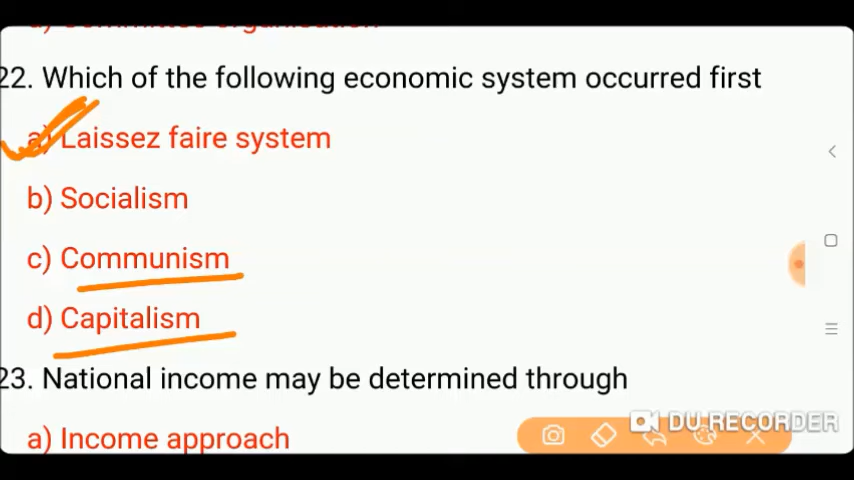 22. Which of the following economic system occurred first
a) Laissez faire system
b) Socialism
c) Communism
d) Capitalism
23. National income may be determined through
a) Income approach
DU RECORDER